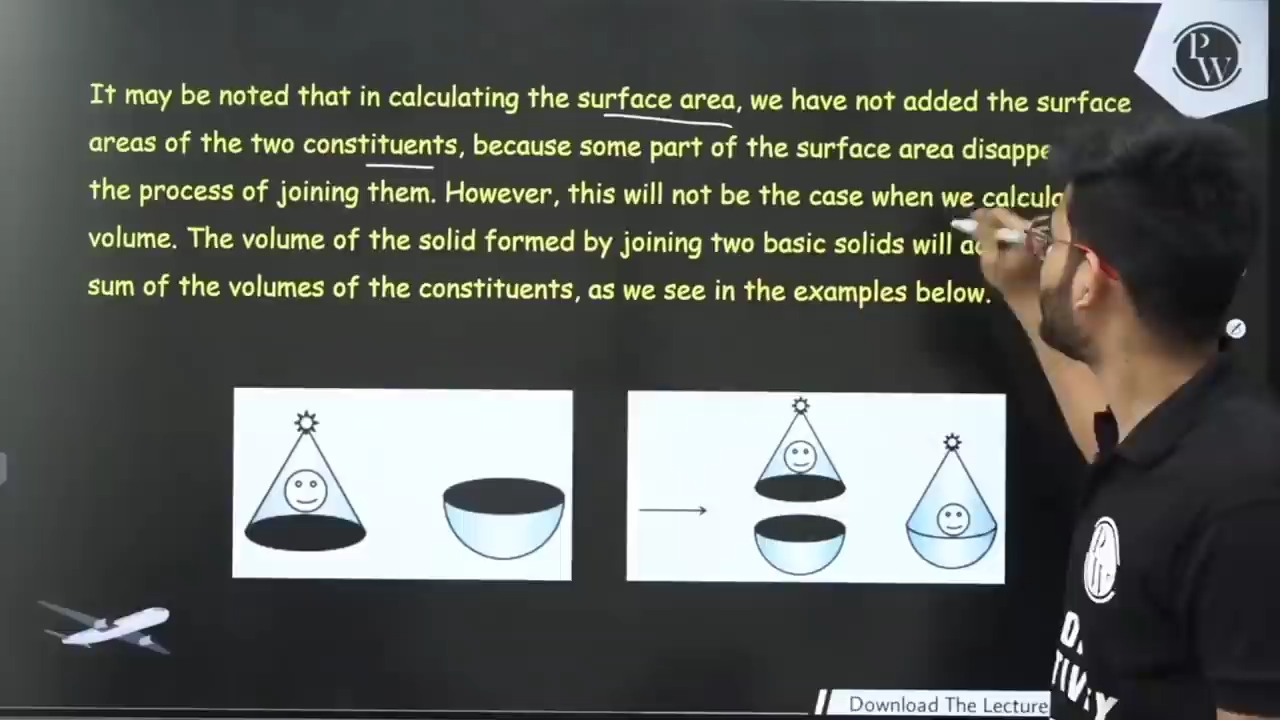 It may be noted that in calculating the surface area, we have not added the surface
areas of the two constituents, because some part of the surface area disappe
the process of joining them. However, this will not be the case when we calcula
volume. The volume of the solid formed by joining two basic solids will
sum of the volumes of the constituents, as we see in the examples below.
PW
Download The Lecture